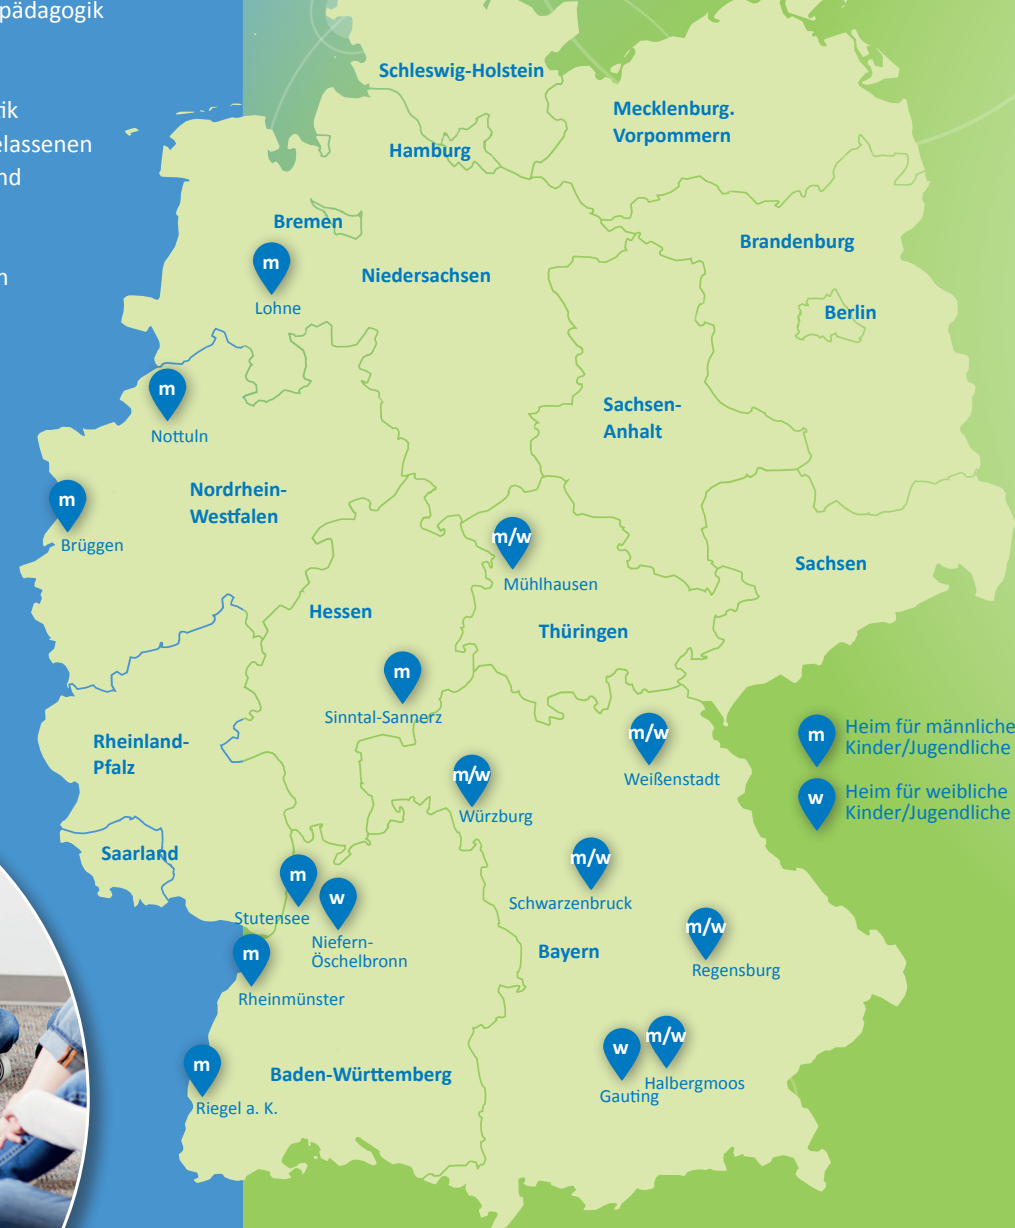 pädagogik
Schleswig-Holstein
Mecklenburg.
Vorpommern
Hamburg
nd
Bremen
Brandenburg
Niedersachsen
m
Lohne
Berlin
m
Nottuln
Sachsen-
Anhalt
Nordrhein-
Westfalen
m
Brüggen
m/w
Mühlhausen
Sachsen
Hessen
Thüringen
m
Sinntal-Sannerz
Rheinland-
Pfalz
m/w
Weißenstadt
m
Heim für männliche
Kinder/Jugendliche
w
Heim für weibliche
Kinder/Jugendliche
m/w
Würzburg
Saarland
m/w
Schwarzenbruck
m
Stutensee
w
Niefern-
Öschelbronn
m/w
Regensburg
Bayern
m
Rheinmünster
w
Gauting
m/w
Halbergmoos
m
Riegel a. K.
Baden-Württemberg